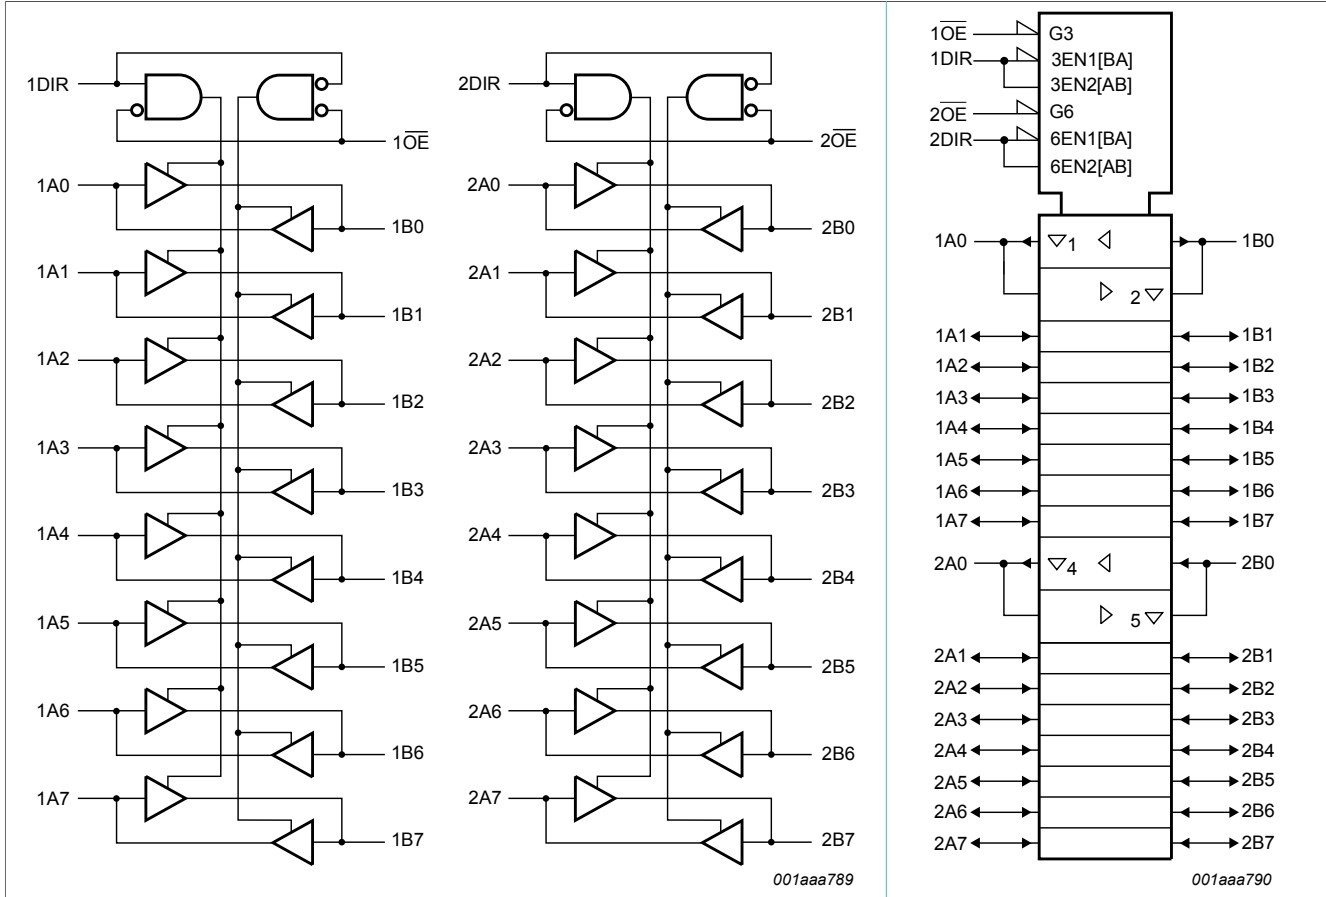 1DIR
1O̅E̅
1A0
1B0
1A1
1B1
1A2
1B2
1A3
1B3
1A4
1B4
1A5
1B5
1A6
1B6
1A7
1B7
2DIR
2O̅E̅
2A0
2B0
2A1
2B1
2A2
2B2
2A3
2B3
2A4
2B4
2A5
2B5
2A6
2B6
2A7
2B7
001aaa789
1O̅E̅ G3
1DIR 3EN1[BA]
3EN2[AB]
2O̅E̅ G6
2DIR 6EN1[BA]
6EN2[AB]
1A0 1 1B0
2
1A1 1B1
1A2 1B2
1A3 1B3
1A4 1B4
1A5 1B5
1A6 1B6
1A7 1B7
2A0 4 2B0
5
2A1 2B1
2A2 2B2
2A3 2B3
2A4 2B4
2A5 2B5
2A6 2B6
2A7 2B7
001aaa790